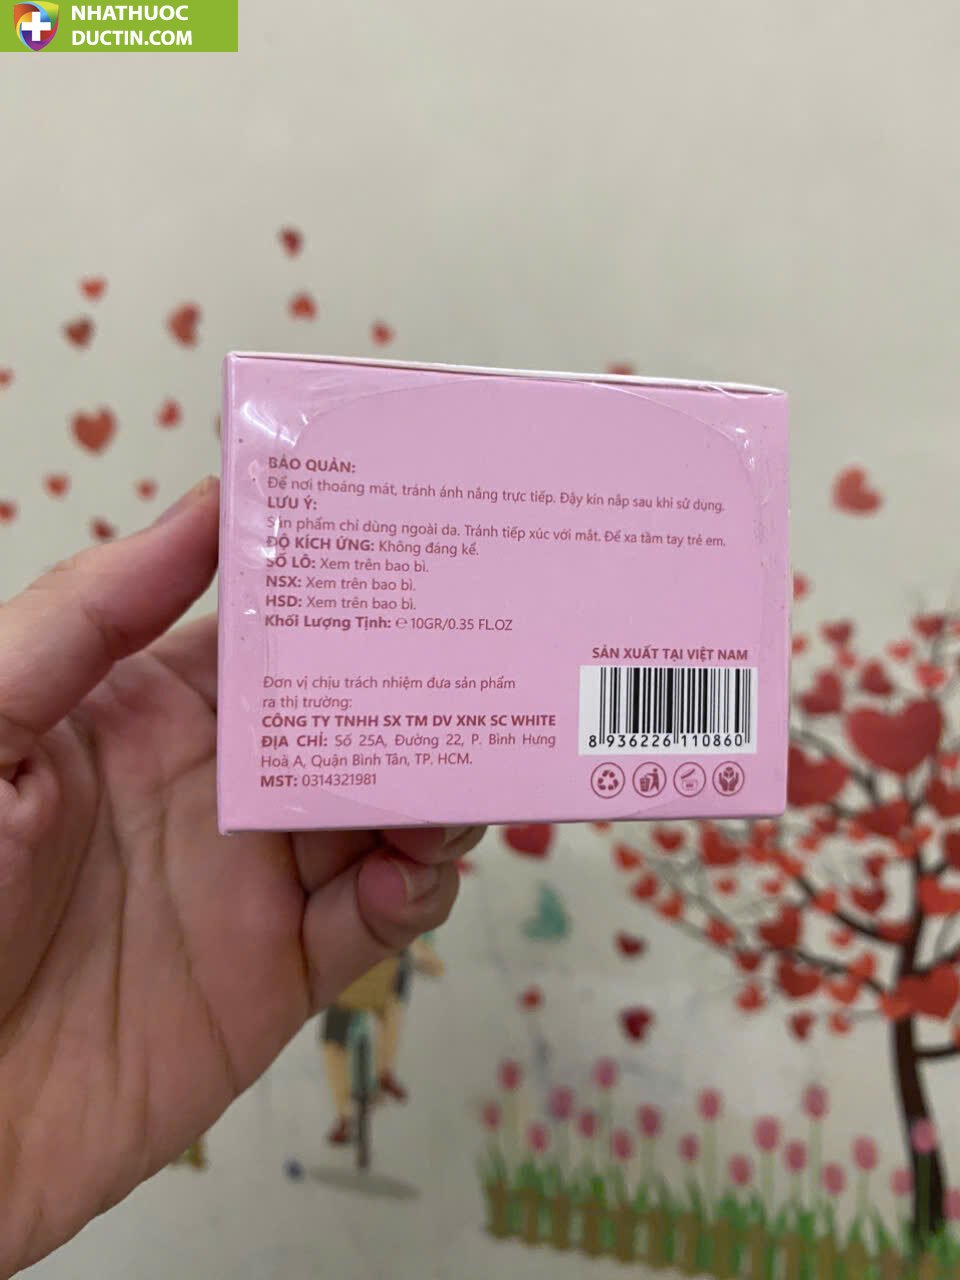 NHATHUOC
DUCTIN.COM
BẢO QUẢN:
Để nơi thoáng mát, tránh ánh nắng trực tiếp. Đậy kín nắp sau khi sử dụng.
LƯU Ý:
Sản phẩm chỉ dùng ngoài da. Tránh tiếp xúc với mắt. Để xa tầm tay trẻ em.
ĐỘ KÍCH ỨNG: Không đáng kể.
SỐ LÔ: Xem trên bao bì.
NSX: Xem trên bao bì.
HSD: Xem trên bao bì.
Khối Lượng Tịnh: ℮ 10GR/0.35 FL.OZ
SẢN XUẤT TẠI VIỆT NAM
8 936226 110860
Đơn vị chịu trách nhiệm đưa sản phẩm
ra thị trường:
CÔNG TY TNHH SX TM DV XNK SC WHITE
ĐỊA CHỈ: Số 25A, Đường 22, P. Bình Hưng
Hoà A, Quận Bình Tân, TP. HCM.
MST: 0314321981